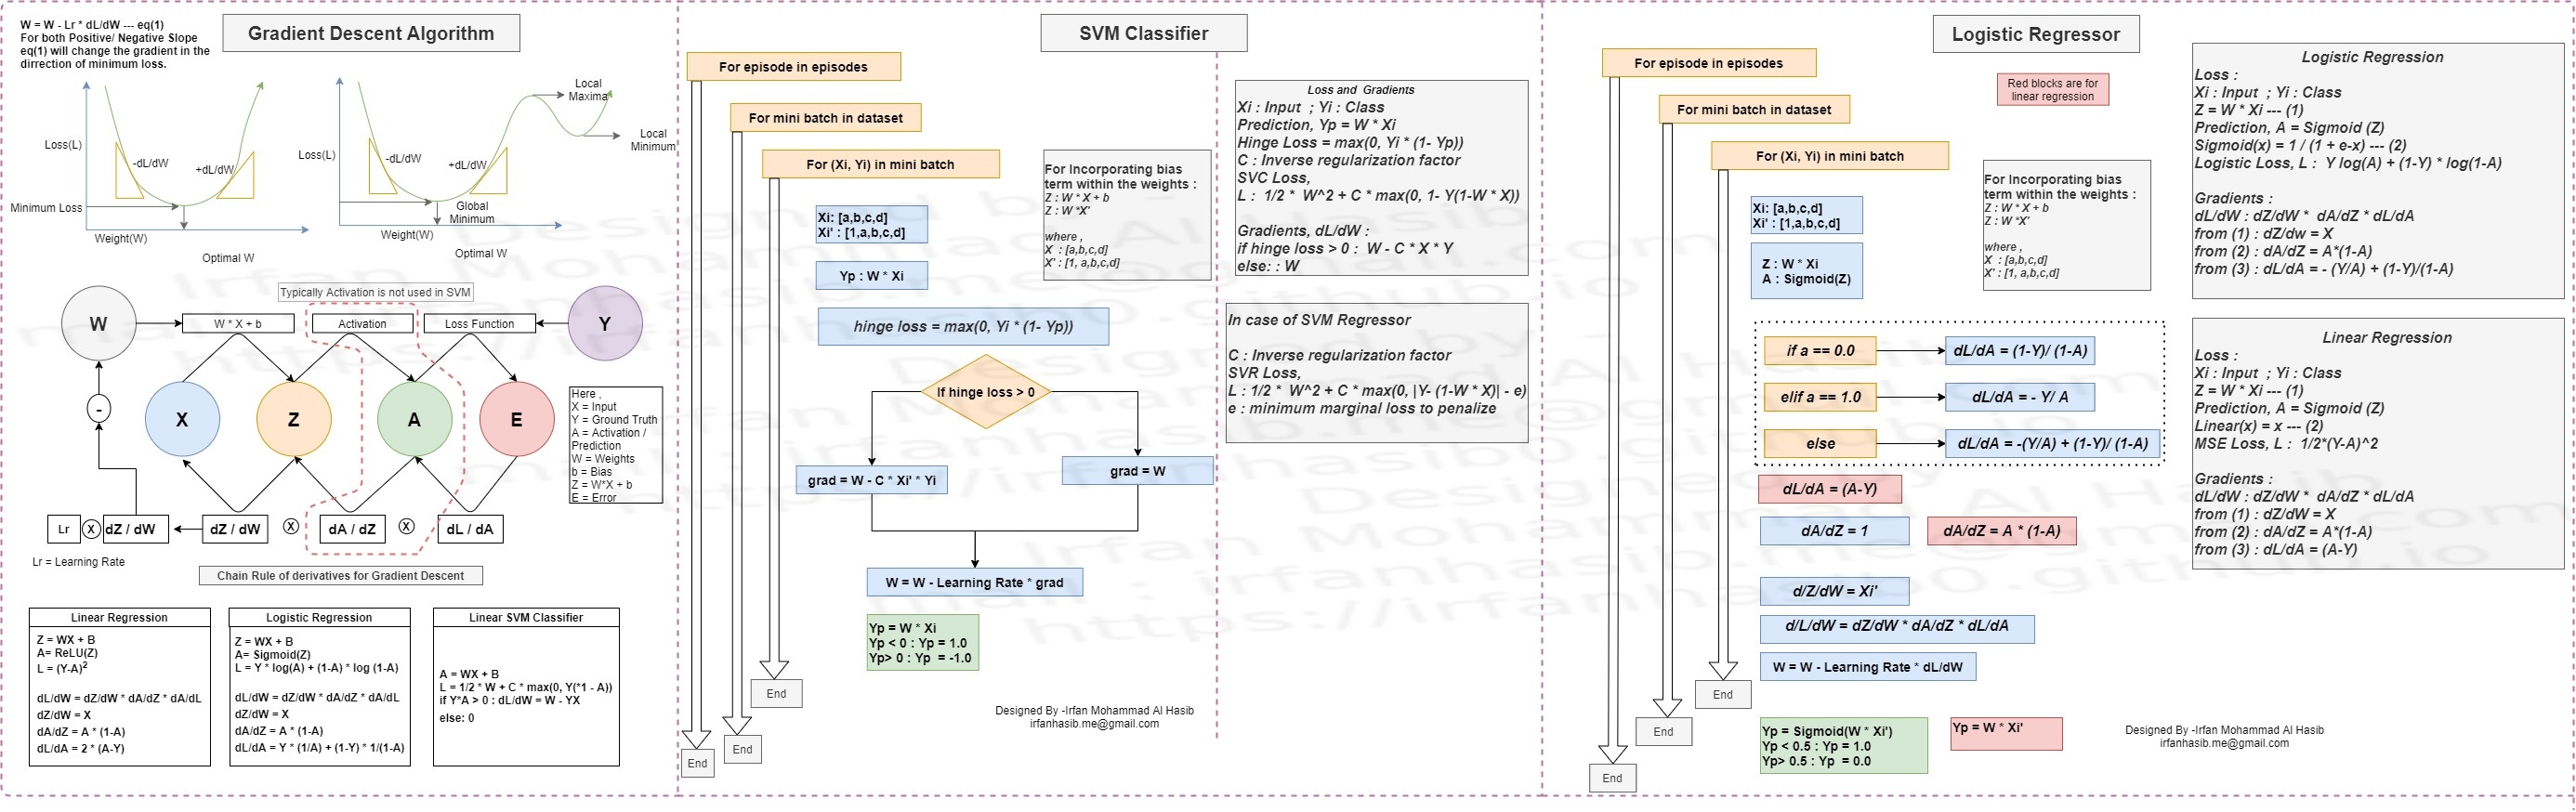 W = W - Lr * dL/dW --- eq(1)
For both Positive/ Negative Slope
eq(1) will change the gradient in the
dirrection of minimum loss.
Gradient Descent Algorithm
Loss(L)
-dL/dW
+dL/dW
Minimum Loss
Weight(W)
Optimal W
Loss(L)
-dL/dW
+dL/dW
Local
Maxima
Local
Minimum
Global
Minimum
Weight(W)
Optimal W
Typically Activation is not used in SVM
W
W * X + b
Activation
Loss Function
Y
-
X
Z
A
E
Here ,
X = Input
Y = Ground Truth
A = Activation /
Prediction
W = Weights
b = Bias
Z = W*X + b
E = Error
Lr
X
dZ / dW
dZ / dW
X
dA / dZ
X
dL / dA
Lr = Learning Rate
Chain Rule of derivatives for Gradient Descent
Linear Regression
Z = WX + B
A= ReLU(Z)
L = (Y-A)²
dL/dW = dZ/dW * dA/dZ * dA/dL
dZ/dW = X
dA/dZ = A * (1-A)
dL/dA = 2 * (A-Y)
Logistic Regression
Z = WX + B
A= Sigmoid(Z)
L = Y * log(A) + (1-A) * log (1-A)
dL/dW = dZ/dW * dA/dZ * dA/dL
dZ/dW = X
dA/dZ = A * (1-A)
dL/dA = Y * (1/A) + (1-Y) * 1/(1-A)
Linear SVM Classifier
A = WX + B
L = 1/2 * W + C * max(0, Y(*1 - A))
if Y*A > 0 : dL/dW = W - YX
else: 0
SVM Classifier
For episode in episodes
For mini batch in dataset
For (Xi, Yi) in mini batch
Xi: [a,b,c,d]
Xi' : [1,a,b,c,d]
Yp : W * Xi
hinge loss = max(0, Yi * (1- Yp))
If hinge loss > 0
grad = W - C * Xi' * Yi
grad = W
W = W - Learning Rate * grad
Yp = W * Xi
Yp < 0 : Yp = 1.0
Yp> 0 : Yp = -1.0
End
End
End
For Incorporating bias
term within the weights :
Z : W * X + b
Z : W *X'
where ,
X : [a,b,c,d]
X' : [1, a,b,c,d]
Designed By -Irfan Mohammad Al Hasib
irfanhasib.me@gmail.com
Loss and Gradients
Xi : Input ; Yi : Class
Prediction, Yp = W * Xi
Hinge Loss = max(0, Yi * (1- Yp))
C : Inverse regularization factor
SVC Loss,
L : 1/2 * W^2 + C * max(0, 1- Y(1-W * X))
Gradients, dL/dW :
if hinge loss > 0 : W - C * X * Y
else: : W
In case of SVM Regressor
C : Inverse regularization factor
SVR Loss,
L : 1/2 * W^2 + C * max(0, |Y- (1-W * X)| - e)
e : minimum marginal loss to penalize
Logistic Regressor
For episode in episodes
For mini batch in dataset
For (Xi, Yi) in mini batch
Red blocks are for
linear regression
Xi: [a,b,c,d]
Xi' : [1,a,b,c,d]
Z : W * Xi
A : Sigmoid(Z)
For Incorporating bias
term within the weights :
Z : W * X + b
Z : W *X'
where ,
X : [a,b,c,d]
X' : [1, a,b,c,d]
if a == 0.0
dL/dA = (1-Y)/ (1-A)
elif a == 1.0
dL/dA = - Y/ A
else
dL/dA = -(Y/A) + (1-Y)/ (1-A)
dL/dA = (A-Y)
dA/dZ = 1
dA/dZ = A * (1-A)
d/Z/dW = Xi'
d/L/dW = dZ/dW * dA/dZ * dL/dA
W = W - Learning Rate * dL/dW
Yp = Sigmoid(W * Xi')
Yp < 0.5 : Yp = 1.0
Yp> 0.5 : Yp = 0.0
Yp = W * Xi'
End
End
End
Designed By -Irfan Mohammad Al Hasib
irfanhasib.me@gmail.com
Logistic Regression
Loss :
Xi : Input ; Yi : Class
Z = W * Xi --- (1)
Prediction, A = Sigmoid (Z)
Sigmoid(x) = 1 / (1 + e-x) --- (2)
Logistic Loss, L : Y log(A) + (1-Y) * log(1-A)
Gradients :
dL/dW : dZ/dW * dA/dZ * dL/dA
from (1) : dZ/dw = X
from (2) : dA/dZ = A*(1-A)
from (3) : dL/dA = - (Y/A) + (1-Y)/(1-A)
Linear Regression
Loss :
Xi : Input ; Yi : Class
Z = W * Xi --- (1)
Prediction, A = Sigmoid (Z)
Linear(x) = x --- (2)
MSE Loss, L : 1/2*(Y-A)^2
Gradients :
dL/dW : dZ/dW * dA/dZ * dL/dA
from (1) : dZ/dW = X
from (2) : dA/dZ = A*(1-A)
from (3) : dL/dA = (A-Y)